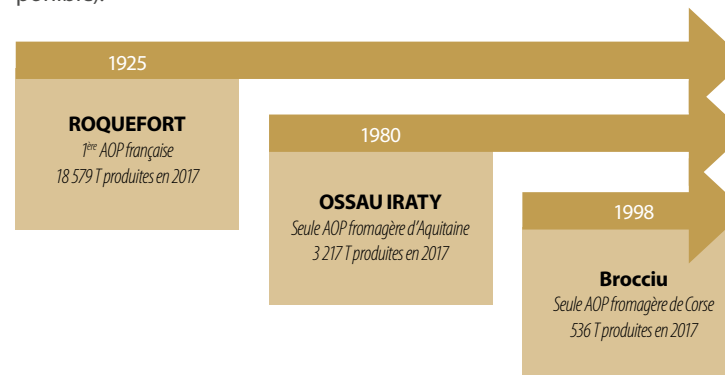 ponible).
1925
ROQUEFORT
1ère AOP française
18 579 T produites en 2017
1980
OSSAU IRATY
Seule AOP fromagère d'Aquitaine
3 217 T produites en 2017
1998
Brocciu
Seule AOP fromagère de Corse
536 T produites en 2017